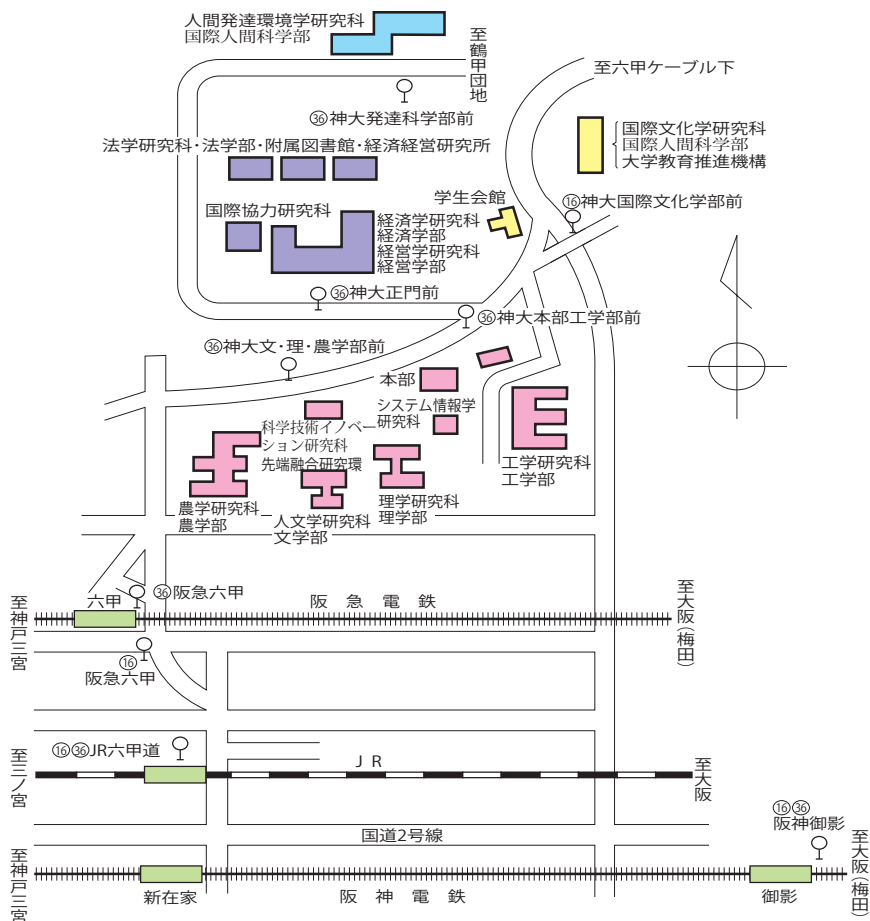 人間発達環境学研究科
国際人間科学部
至鶴甲団地
至六甲ケーブル下
㊱神大発達科学部前
国際文化学研究科
国際人間科学部
大学教育推進機構
法学研究科・法学部・附属図書館・経済経営研究所
学生会館
⑯神大国際文化学部前
国際協力研究科
経済学研究科
経済学部
経営学研究科
経営学部
㊱神大正門前
㊱神大本部工学部前
㊱神大文・理・農学部前
本部
システム情報学
研究科
科学技術イノベー
ション研究科
先端融合研究環
工学研究科
工学部
農学研究科
農学部
人文学研究科
文学部
理学研究科
理学部
㊱阪急六甲
六甲
阪急電鉄
至神戸三宮
至大阪(梅田)
⑯
阪急六甲
⑯㊱JR六甲道
JR
至三ノ宮
至大阪
⑯㊱
阪神御影
国道2号線
至神戸三宮
至大阪(梅田)
新在家
阪神電鉄
御影